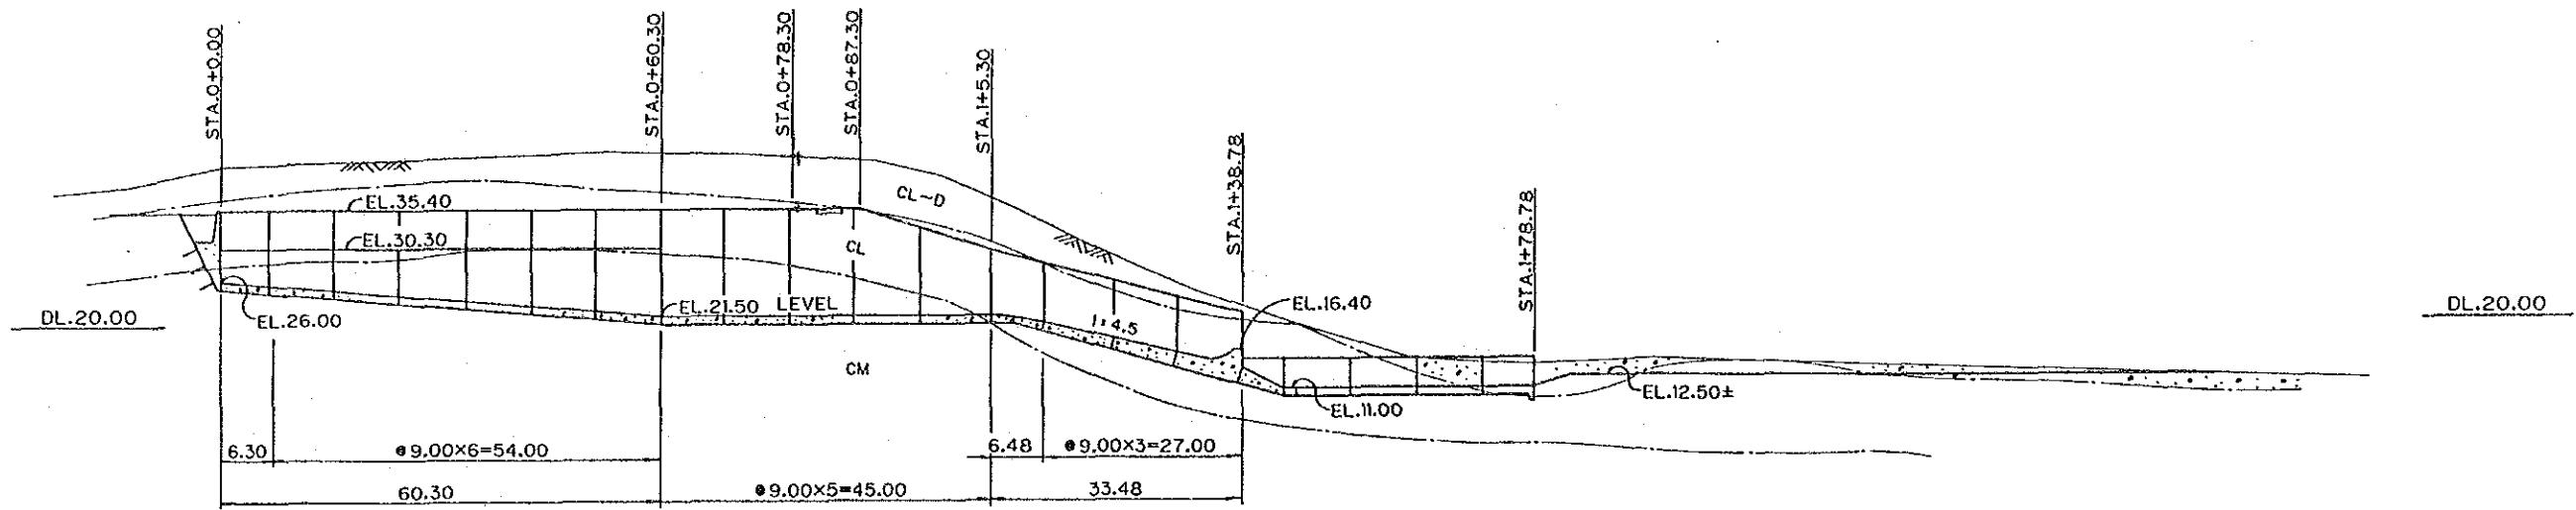 STA.0+0.00
STA.0+60.30
STA.0+78.30
STA.0+87.30
STA.1+5.30
STA.1+38.78
STA.1+78.78
CL-D
EL.35.40
EL.30.30
CL
EL.21.50 LEVEL
EL.26.00
EL.16.40
DL.20.00
DL.20.00
1:4.5
CM
EL.11.00
EL.12.50±
6.30
@9.00×6=54.00
6.48
@9.00×3=27.00
60.30
@9.00×5=45.00
33.48